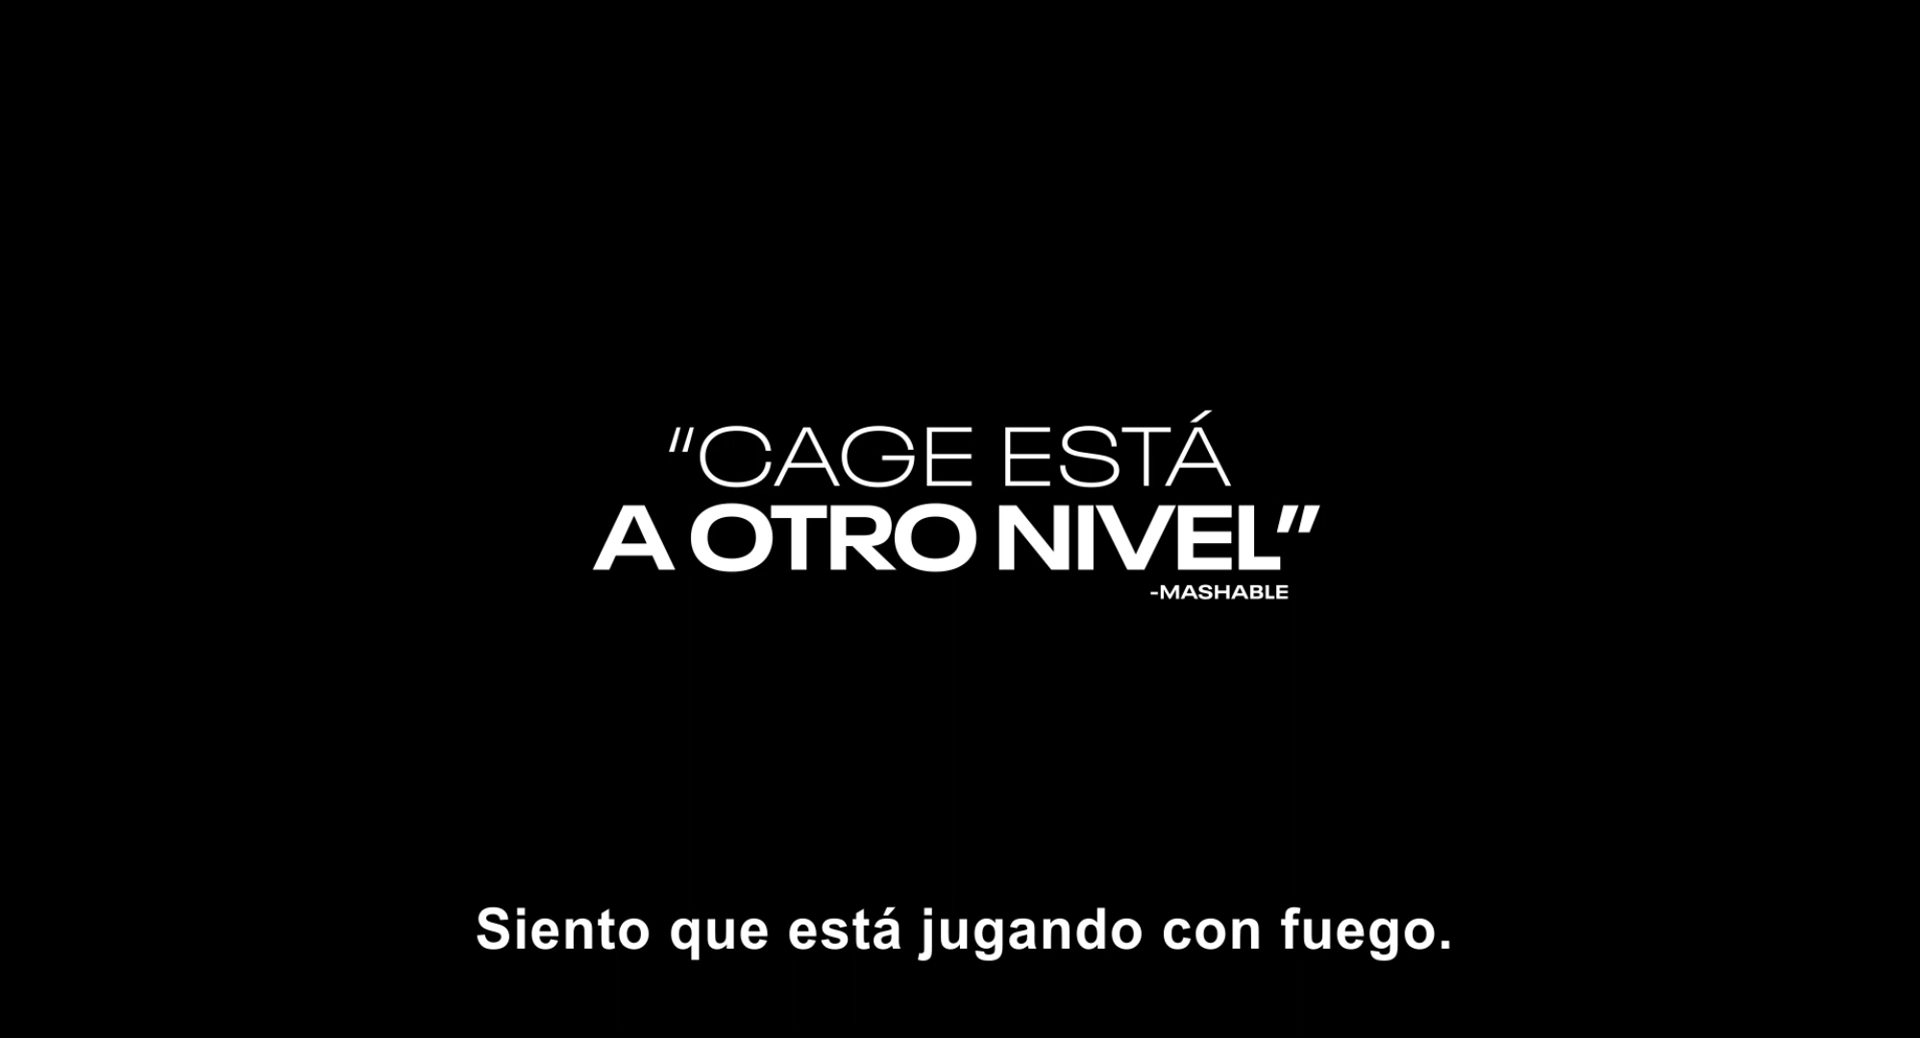 “CAGE ESTÁ
A OTRO NIVEL”
-MASHABLE
Siento que está jugando con fuego.